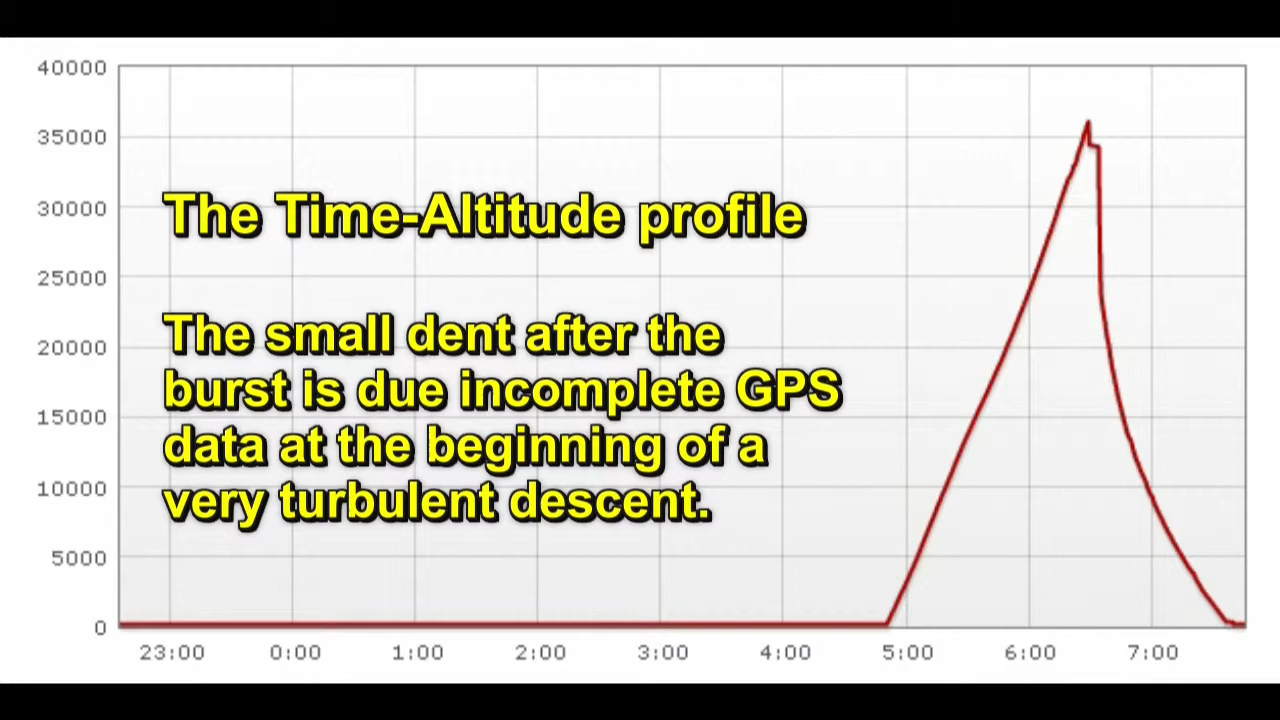 40000
35000
30000
25000
20000
15000
10000
5000
0
The Time-Altitude profile
The small dent after the
burst is due incomplete GPS
data at the beginning of a
very turbulent descent.
23:00 0:00 1:00 2:00 3:00 4:00 5:00 6:00 7:00